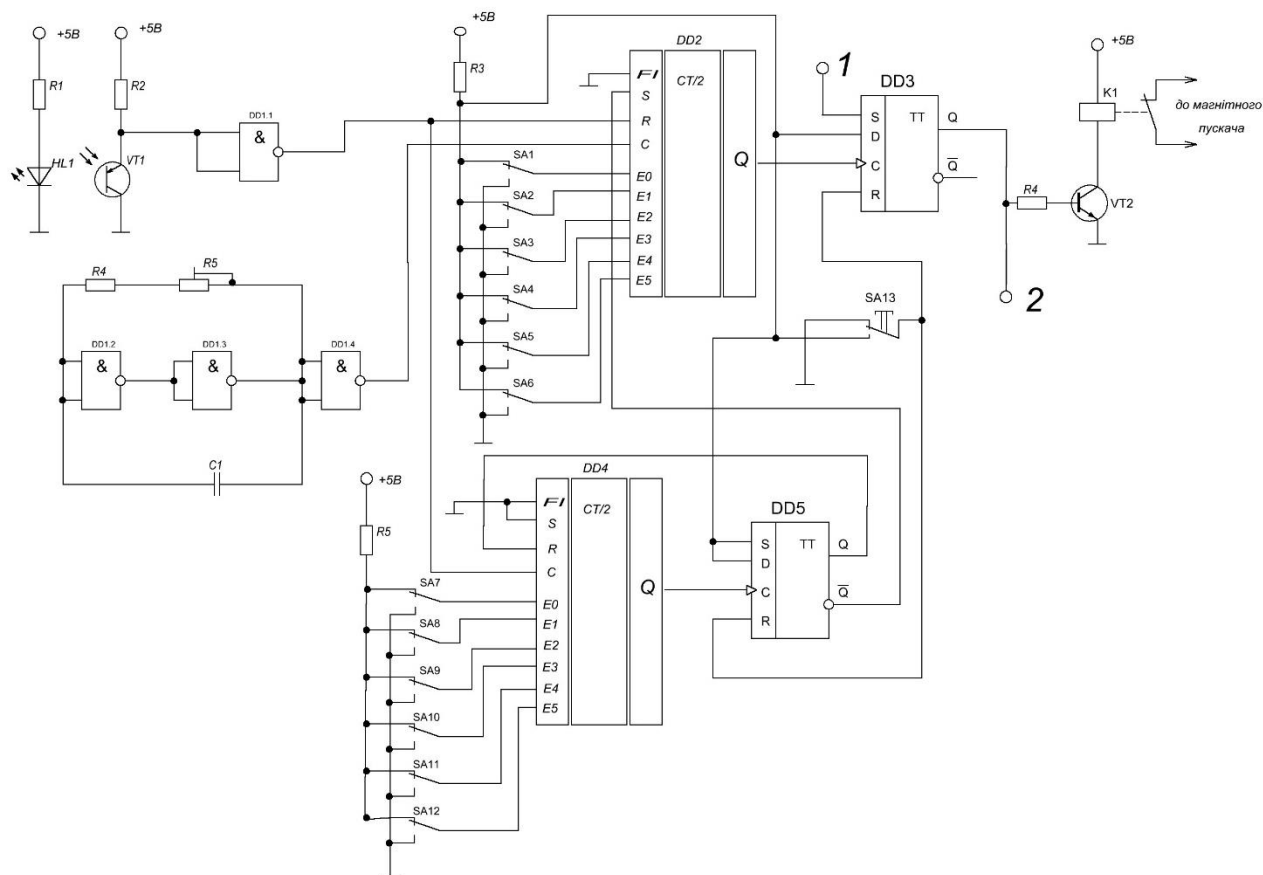 +5В
R1
HL1
+5В
R2
VT1
DD1.1
&
+5В
R3
SA1
SA2
SA3
SA4
SA5
SA6
DD2
FI
S
R
C
E0
E1
E2
E3
E4
E5
CT/2
Q
1
DD3
S
D
C
R
TT
Q
Q
R4
2
+5В
K1
VT2
до магнітного
пускача
SA13
R4
R5
DD1.2
&
DD1.3
&
DD1.4
&
C1
+5В
R5
SA7
SA8
SA9
SA10
SA11
SA12
DD4
FI
S
R
C
E0
E1
E2
E3
E4
E5
CT/2
Q
DD5
S
D
C
R
TT
Q
Q